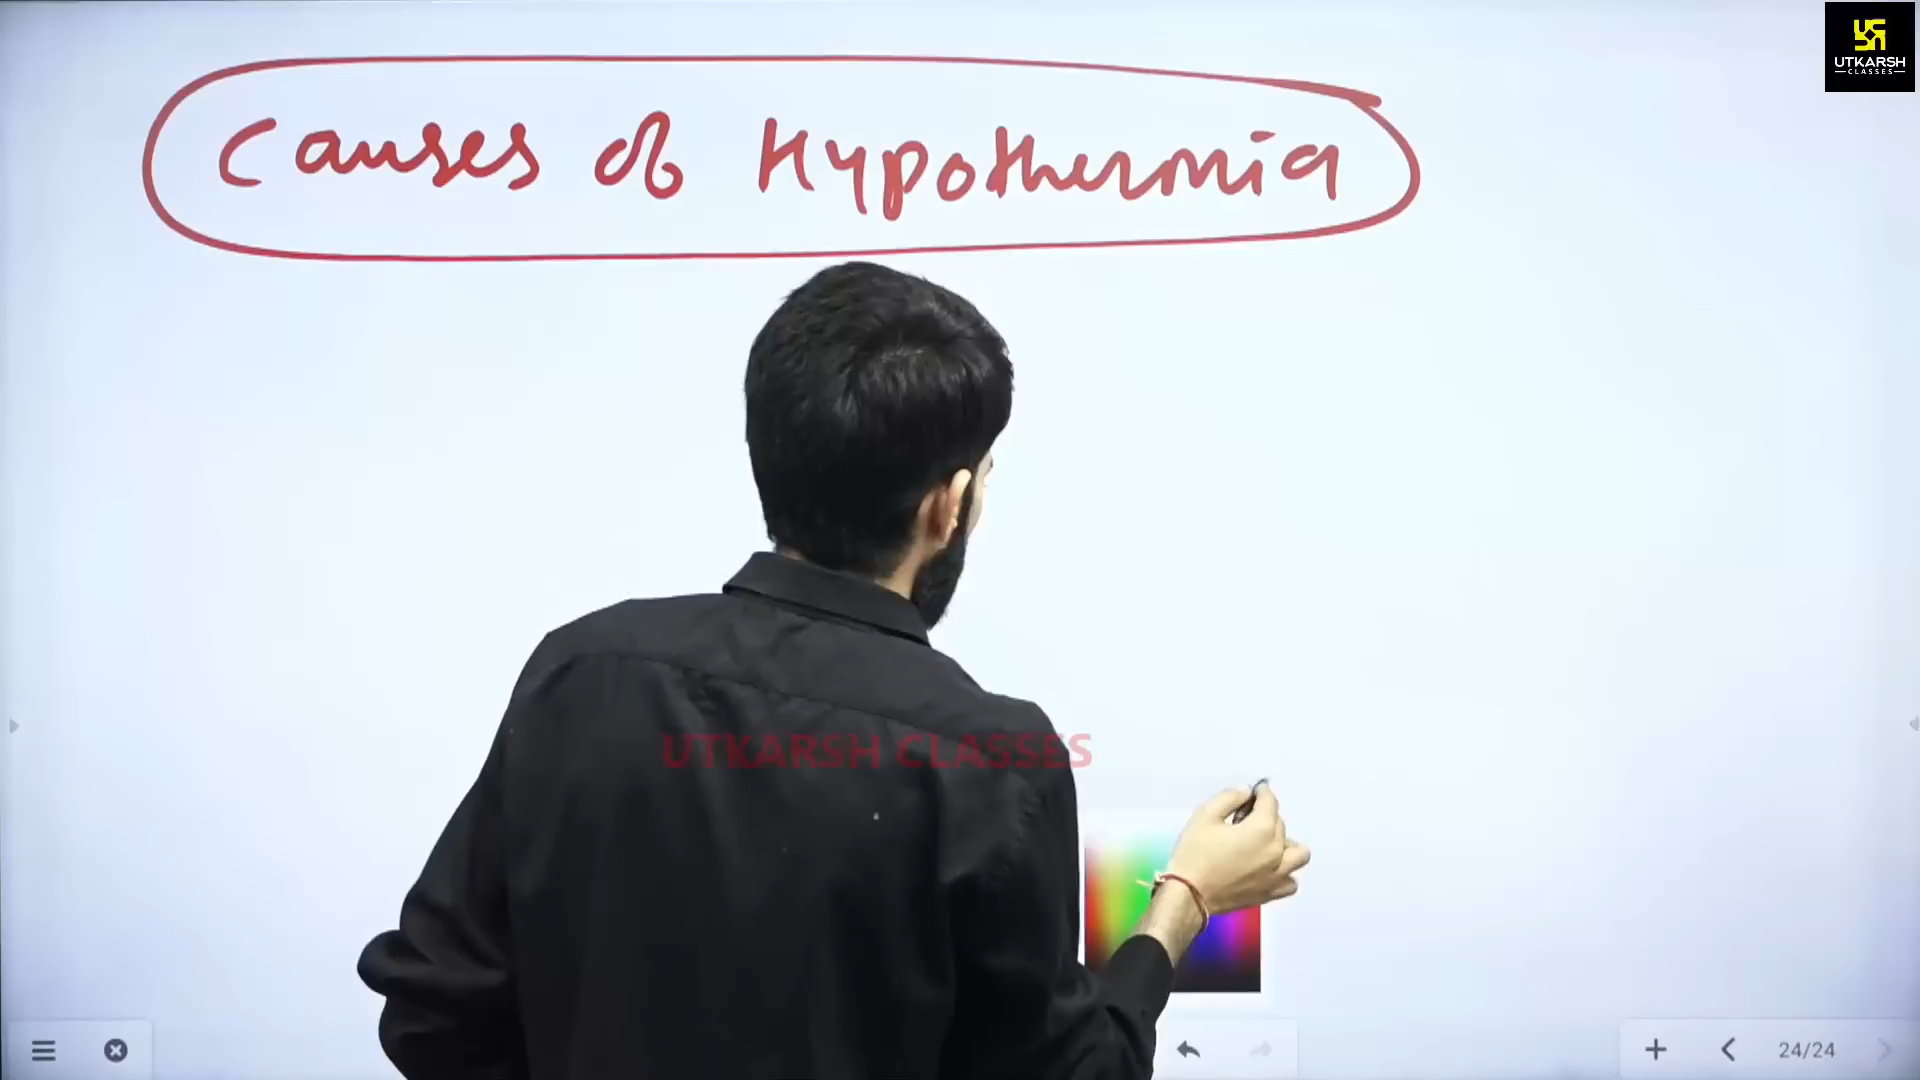 UTKARSH
CLASSES
Causes of Hypothermia
UTKARSH CLASSES
24/24